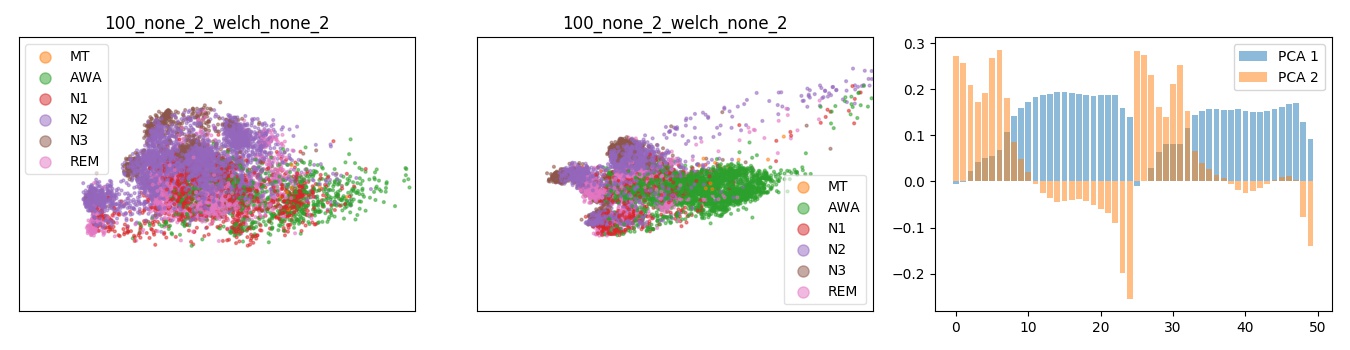 100_none_2_welch_none_2
MT
AWA
N1
N2
N3
REM
100_none_2_welch_none_2
MT
AWA
N1
N2
N3
REM
PCA 1
PCA 2
0.3
0.2
0.1
0.0
−0.1
−0.2
0 10 20 30 40 50